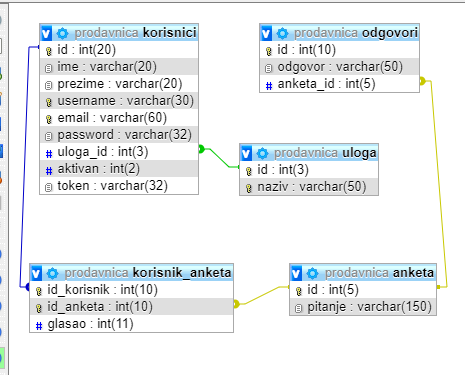 prodavnica korisnici
id : int(20)
ime : varchar(20)
prezime : varchar(20)
username : varchar(30)
email : varchar(60)
password : varchar(32)
uloga_id : int(3)
aktivan : int(2)
token : varchar(32)
prodavnica odgovori
id : int(10)
odgovor : varchar(50)
anketa_id : int(5)
prodavnica uloga
id : int(3)
naziv : varchar(50)
prodavnica korisnik_anketa
id_korisnik : int(10)
id_anketa : int(10)
glasao : int(11)
prodavnica anketa
id : int(5)
pitanje : varchar(150)